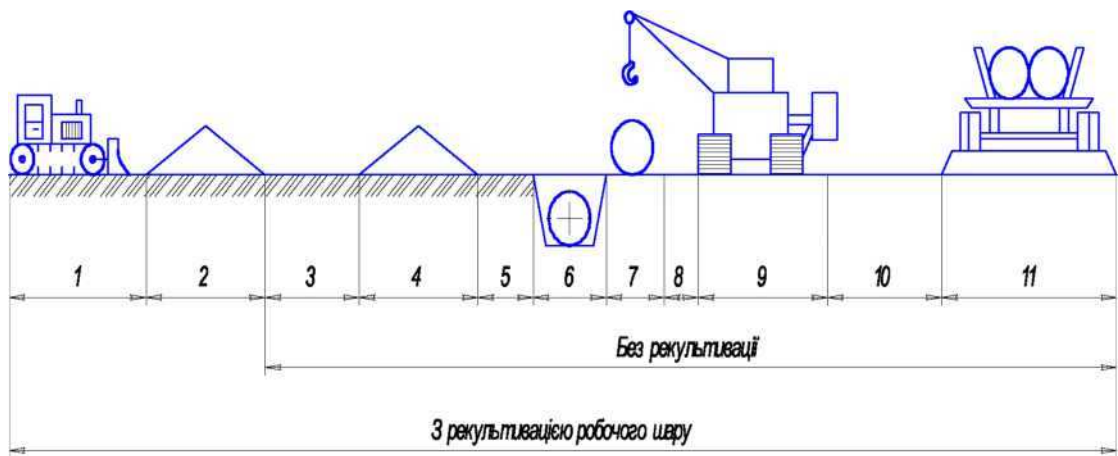 1 2 3 4 5 6 7 8 9 10 11
Без рекультивації
З рекультивацією робочого шару